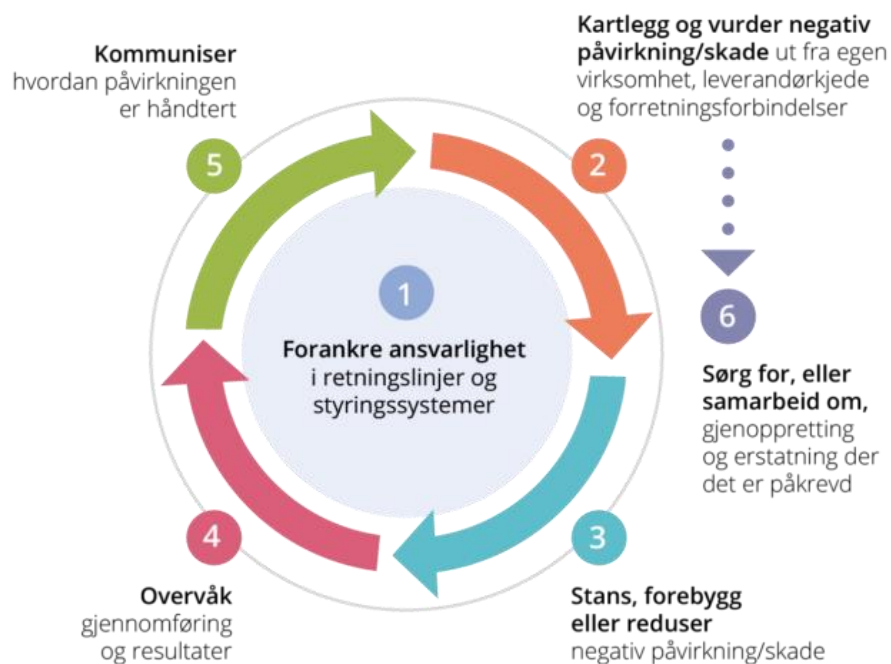 Kommuniser
hvordan påvirkningen
er håndtert
5
Kartlegg og vurder negativ
påvirkning/skade ut fra egen
virksomhet, leverandørkjede
og forretningsforbindelser
2
1
Forankre ansvarlighet
i retningslinjer og
styringssystemer
6
Sørg for, eller
samarbeid om,
gjenoppretting
og erstatning der
det er påkrevd
4
Overvåk
gjennomføring
og resultater
3
Stans, forebygg
eller reduser
negativ påvirkning/skade